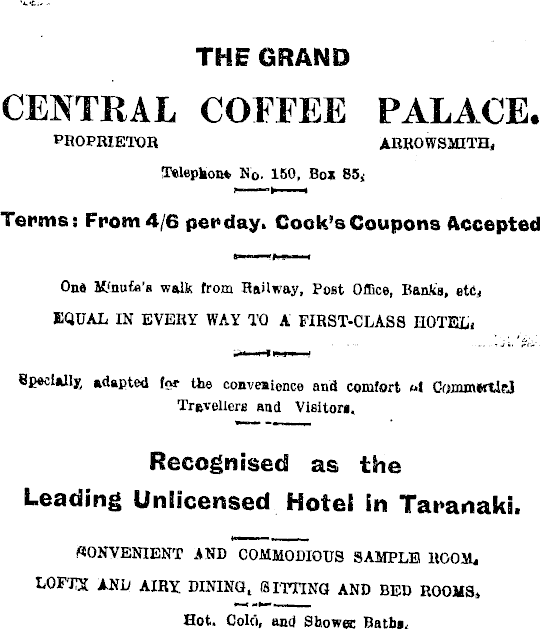 THE GRAND
CENTRAL COFFEE PALACE.
PROPRIETOR ARROWSMITH,
Telephone No. 150, Box 85,
Terms: From 4/6 per day. Cook's Coupons Accepted
One Minute's walk from Railway, Post Office, Banks, etc,
EQUAL IN EVERY WAY TO A FIRST-CLASS HOTEL,
Specially adapted for the convenience and comfort of Commercial
Travellers and Visitors.
Recognised as the
Leading Unlicensed Hotel in Taranaki.
CONVENIENT AND COMMODIOUS SAMPLE ROOM.
LOFTY AND AIRY DINING, SITTING AND BED ROOMS,
Hot, Cold, and Shower Baths,